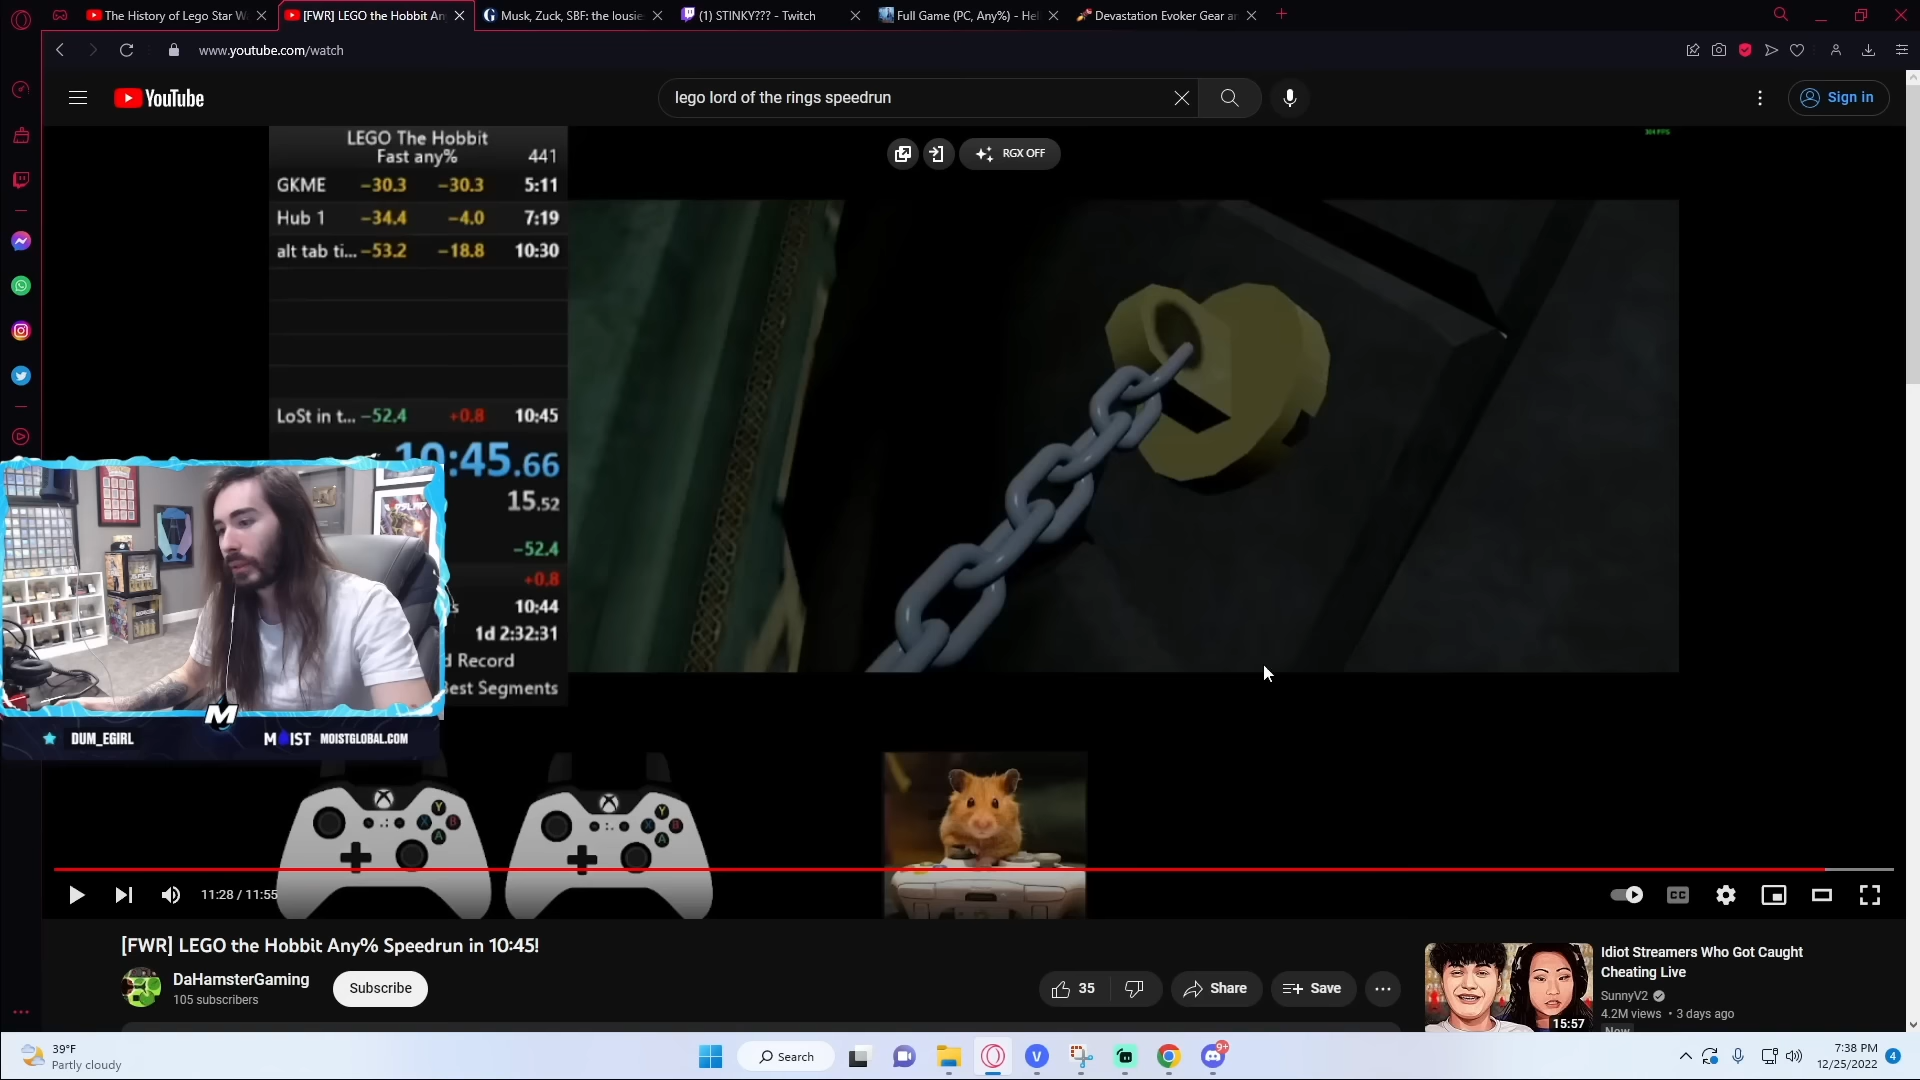 The History of Lego Star W
[FWR] LEGO the Hobbit An
Musk, Zuck, SBF: the lousie
(1) STINKY??? - Twitch
Full Game (PC, Any%) - Hel
Devastation Evoker Gear an
www.youtube.com/watch
YouTube
lego lord of the rings speedrun
Sign in
LEGO The Hobbit
Fast any% 441
RGX OFF
GKME -30.3 -30.3 5:11
Hub 1 -34.4 -4.0 7:19
alt tab ti... -53.2 -18.8 10:30
LoSt in t... -52.4 +0.8 10:45
10:45.66
15.52
-52.4
+0.8
10:44
1d 2:32:31
d Record
Best Segments
M
DUM_EGIRL
MOIST MOISTGLOBAL.COM
Y
X B
A
Y
X B
A
11:28 / 11:55
CC
[FWR] LEGO the Hobbit Any% Speedrun in 10:45!
DaHamsterGaming
105 subscribers
Subscribe
35
Share
Save
Idiot Streamers Who Got Caught
Cheating Live
SunnyV2
4.2M views • 3 days ago
15:57
39°F
Partly cloudy
Search
V
9+
7:38 PM
12/25/2022
4